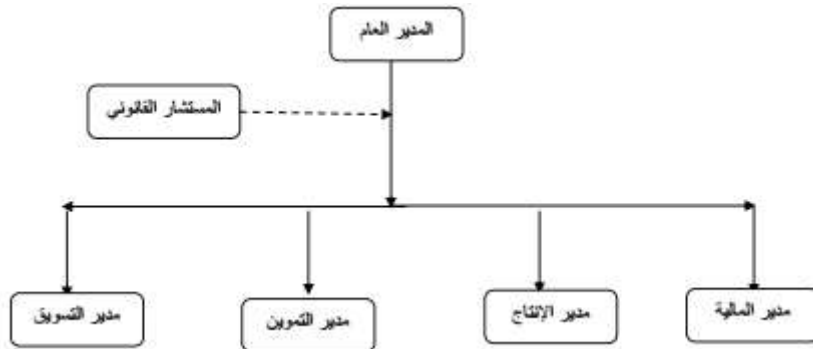 المدير العام
المستشار القانوني
مدير المالية
مدير الإنتاج
مدير التموين
مدير التسويق